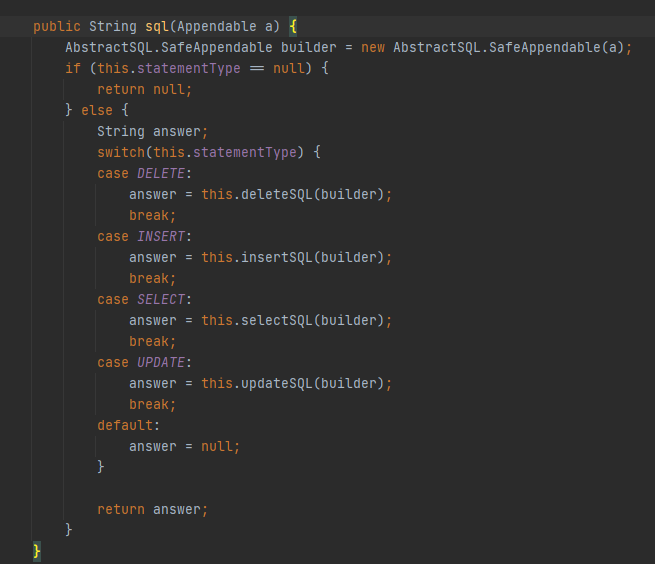 public String sql(Appendable a) {
    AbstractSQL.SafeAppendable builder = new AbstractSQL.SafeAppendable(a);
    if (this.statementType == null) {
        return null;
    } else {
        String answer;
        switch(this.statementType) {
        case DELETE:
            answer = this.deleteSQL(builder);
            break;
        case INSERT:
            answer = this.insertSQL(builder);
            break;
        case SELECT:
            answer = this.selectSQL(builder);
            break;
        case UPDATE:
            answer = this.updateSQL(builder);
            break;
        default:
            answer = null;
        }

        return answer;
    }
}